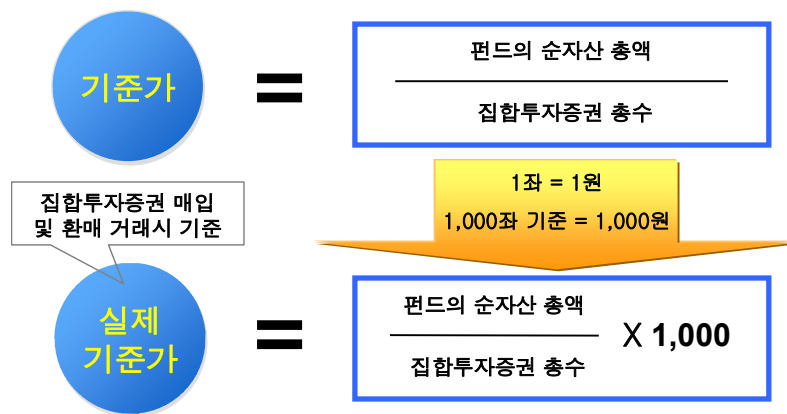 기준가
=
펀드의 순자산 총액
집합투자증권 총수
1좌 = 1원
1,000좌 기준 = 1,000원
집합투자증권 매입
및 환매 거래시 기준
실제
기준가
=
펀드의 순자산 총액
집합투자증권 총수
X 1,000